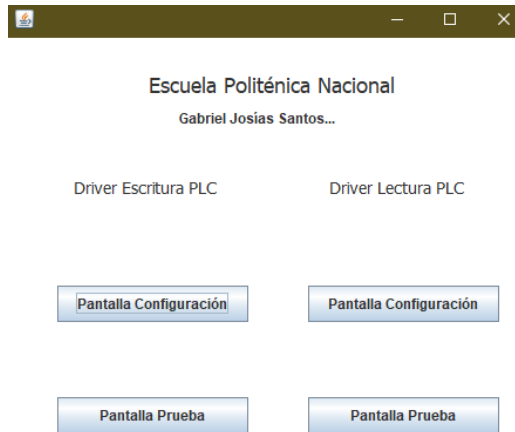 Escuela Politénica Nacional
Gabriel Josías Santos...
Driver Escritura PLC Driver Lectura PLC
Pantalla Configuración Pantalla Configuración
Pantalla Prueba Pantalla Prueba